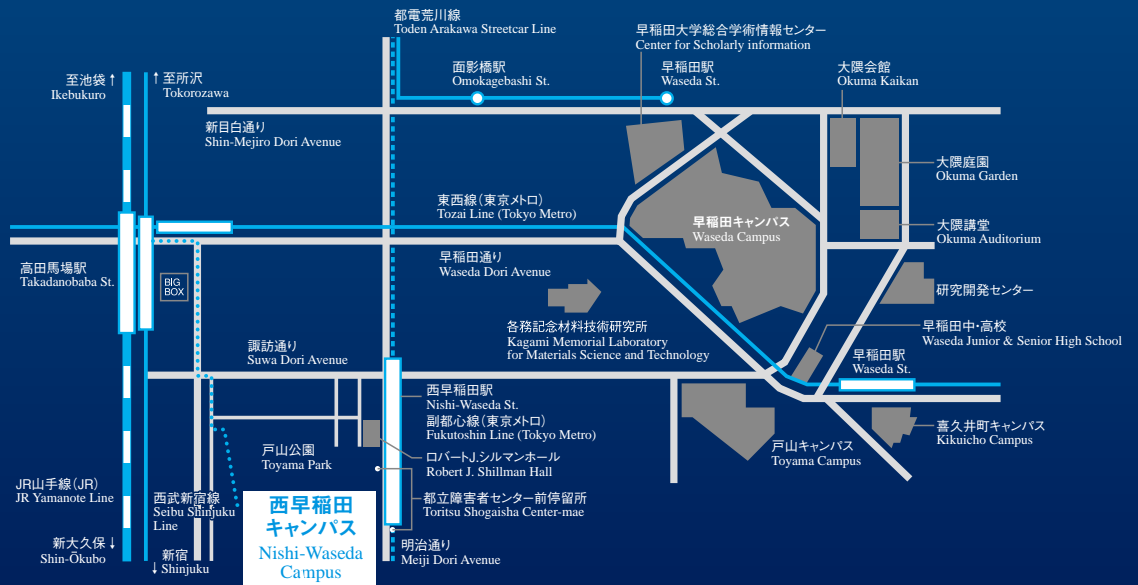 都電荒川線
Toden Arakawa Streetcar Line
早稲田大学総合学術情報センター
Center for Scholarly information
面影橋駅
Omokagebashi St.
早稲田駅
Waseda St.
大隈会館
Okuma Kaikan
至池袋↑
Ikebukuro
↑至所沢
Tokorozawa
新目白通り
Shin-Mejiro Dori Avenue
大隈庭園
Okuma Garden
東西線(東京メトロ)
Tozai Line (Tokyo Metro)
早稲田キャンパス
Waseda Campus
大隈講堂
Okuma Auditorium
早稲田通り
Waseda Dori Avenue
高田馬場駅
Takadanobaba St.
BIG
BOX
研究開発センター
各務記念材料技術研究所
Kagami Memorial Laboratory
for Materials Science and Technology
早稲田中・高校
Waseda Junior & Senior High School
諏訪通り
Suwa Dori Avenue
早稲田駅
Waseda St.
西早稲田駅
Nishi-Waseda St.
副都心線(東京メトロ)
Fukutoshin Line (Tokyo Metro)
喜久井町キャンパス
Kikuicho Campus
戸山公園
Toyama Park
ロバートJ.シルマンホール
Robert J. Shillman Hall
戸山キャンパス
Toyama Campus
JR山手線(JR)
JR Yamanote Line
西武新宿線
Seibu Shinjuku
Line
西早稲田
キャンパス
Nishi-Waseda
Campus
都立障害者センター前停留所
Toritsu Shogaisha Center-mae
新大久保↓
Shin-Ōkubo
新宿
↓Shinjuku
明治通り
Meiji Dori Avenue